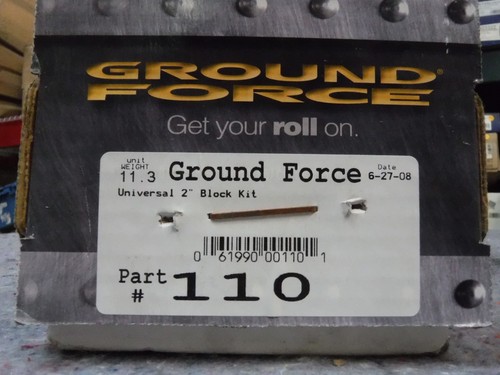 GROUND
FORCE
Get your roll on.
unit
WEIGHT
11.3
Ground Force
Date
6-27-08
Universal 2" Block Kit
0 61990 00110 1
Part
#
110